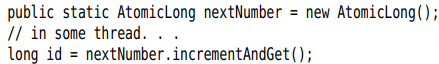 public static AtomicLong nextNumber = new AtomicLong();
// in some thread. . .
long id = nextNumber.incrementAndGet();